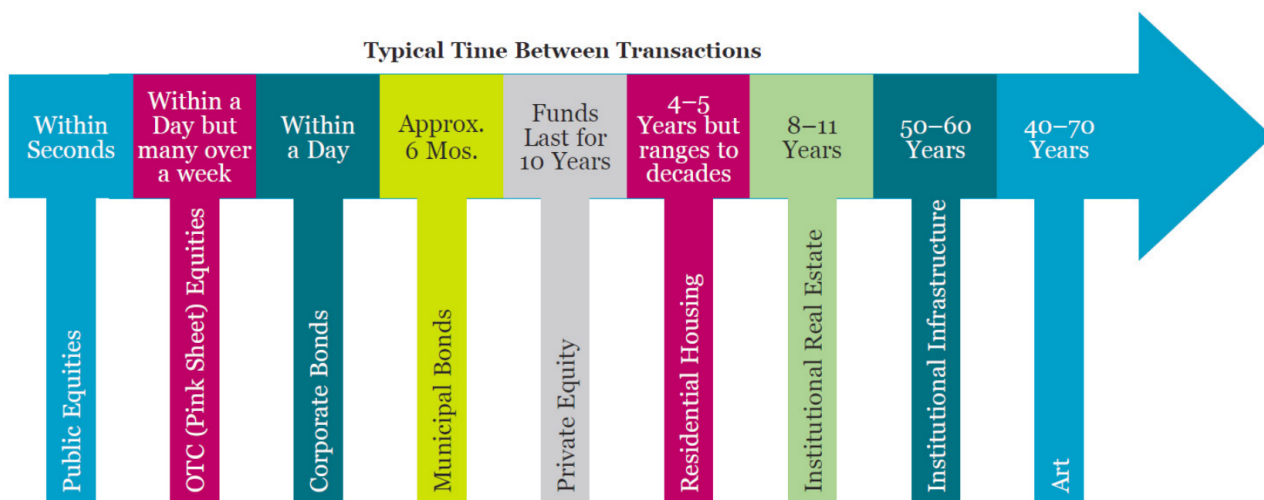 Typical Time Between Transactions
Within
Seconds
Within a
Day but
many over
a week
Within
a Day
Approx.
6 Mos.
Funds
Last for
10 Years
4–5
Years but
ranges to
decades
8–11
Years
50–60
Years
40–70
Years
Public Equities
OTC (Pink Sheet) Equities
Corporate Bonds
Municipal Bonds
Private Equity
Residential Housing
Institutional Real Estate
Institutional Infrastructure
Art